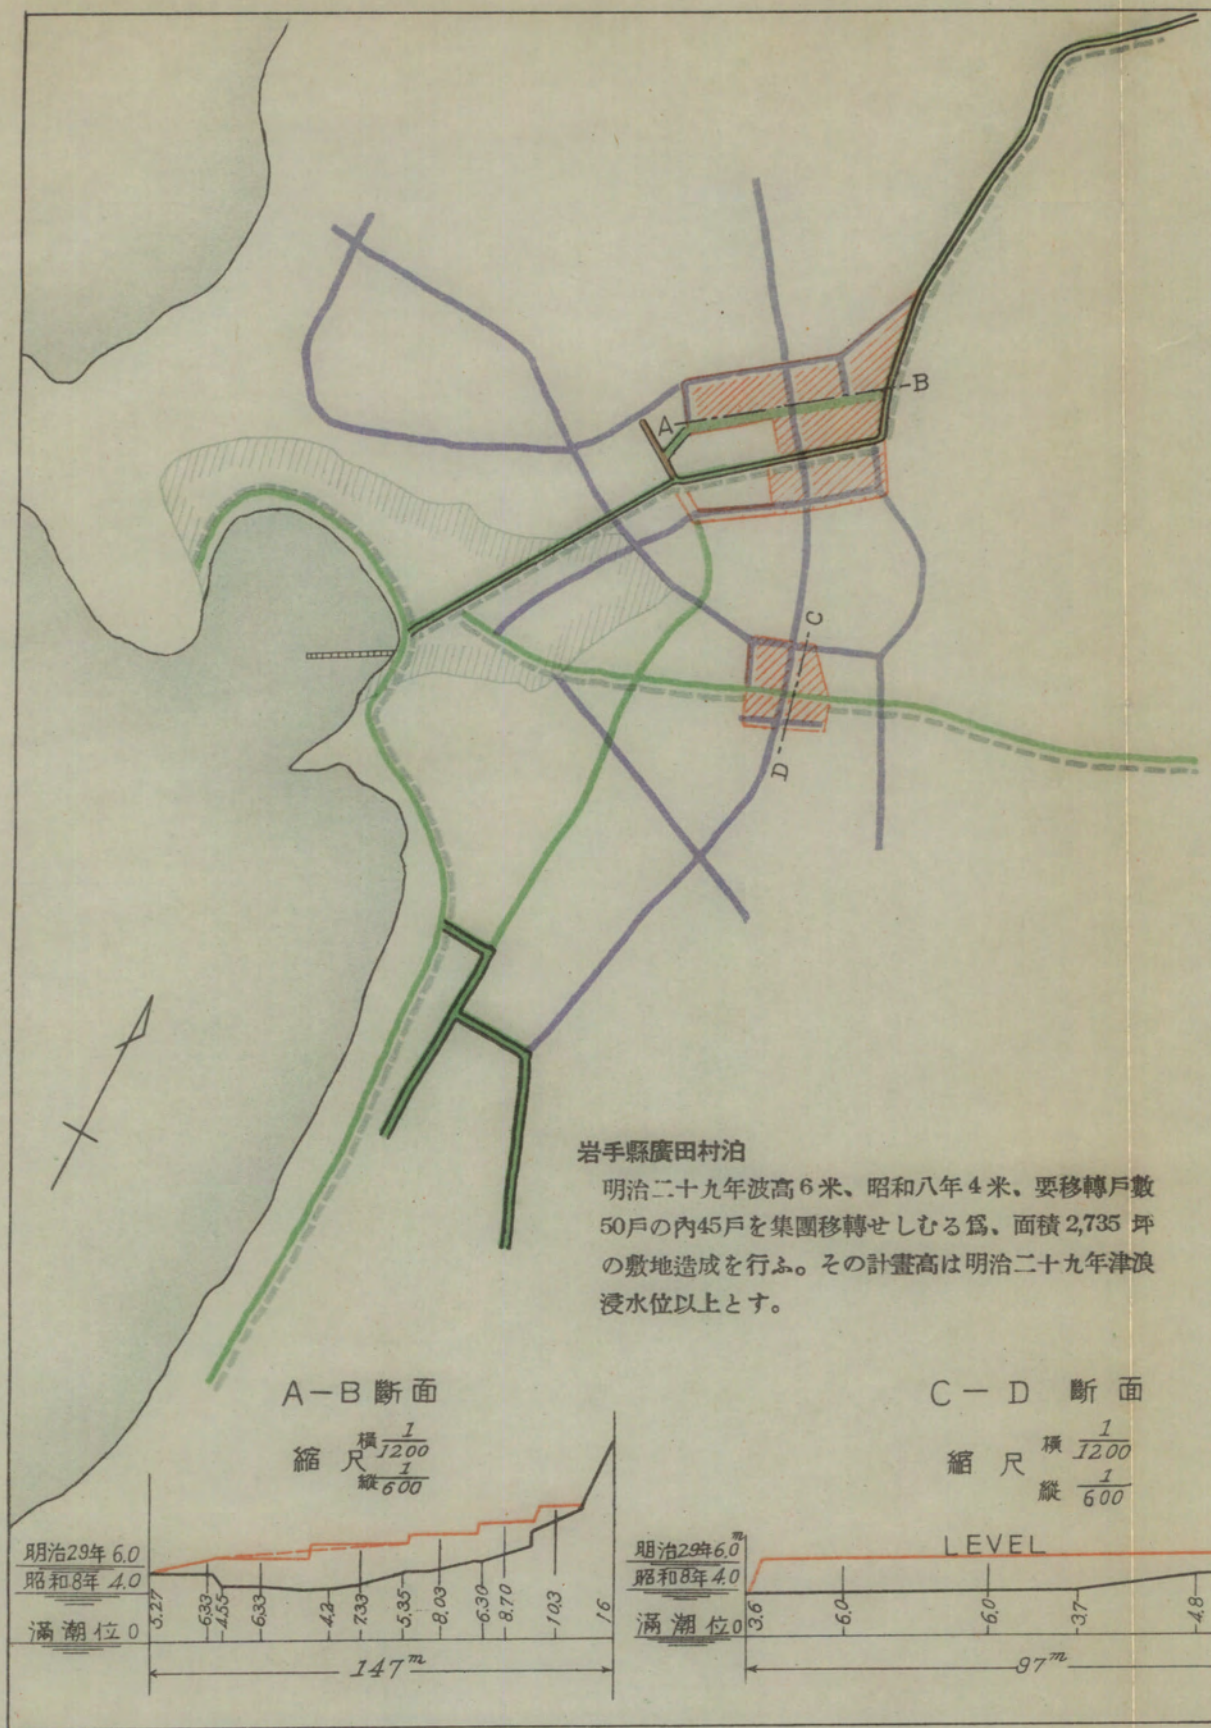 B
A
C
D
岩手縣廣田村泊
明治二十九年波高6米、昭和八年4米、要移轉戶數
50戶の內45戶を集團移轉せしむる爲、面積2,735坪
の敷地造成を行ふ。その計畫高は明治二十九年津浪
浸水位以上とす。
A-B斷面
縮尺 橫 1/1200
縱 1/600
明治29年 6.0
昭和8年 4.0
滿潮位 0
5.27 6.33 4.55 6.33 4.2 7.33 5.35 8.03 6.30 8.70 10.3 16
147m
C-D 斷面
縮尺 橫 1/1200
縱 1/600
LEVEL
明治29年 6.0m
昭和8年 4.0
滿潮位 0
3.6 6.0 6.0 3.7 4.8
97m